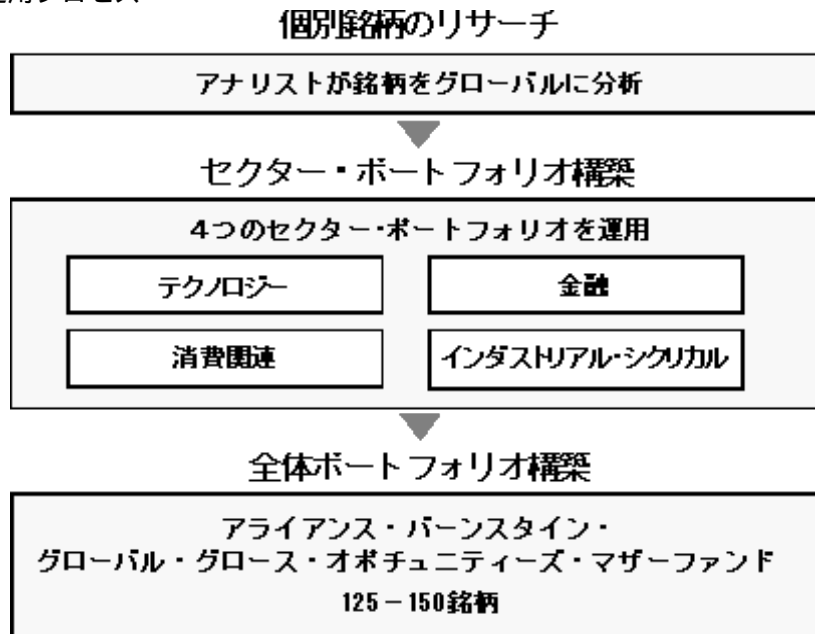 個別銘柄のリサーチ
アナリストが銘柄をグローバルに分析
セクター・ポートフォリオ構築
4つのセクター・ポートフォリオを運用
テクノロジー
金融
消費関連
インダストリアル・シクリカル
全体ポートフォリオ構築
アライアンス・バーンスタイン・
グローバル・グロース・オポチュニティーズ・マザーファンド
125－150銘柄